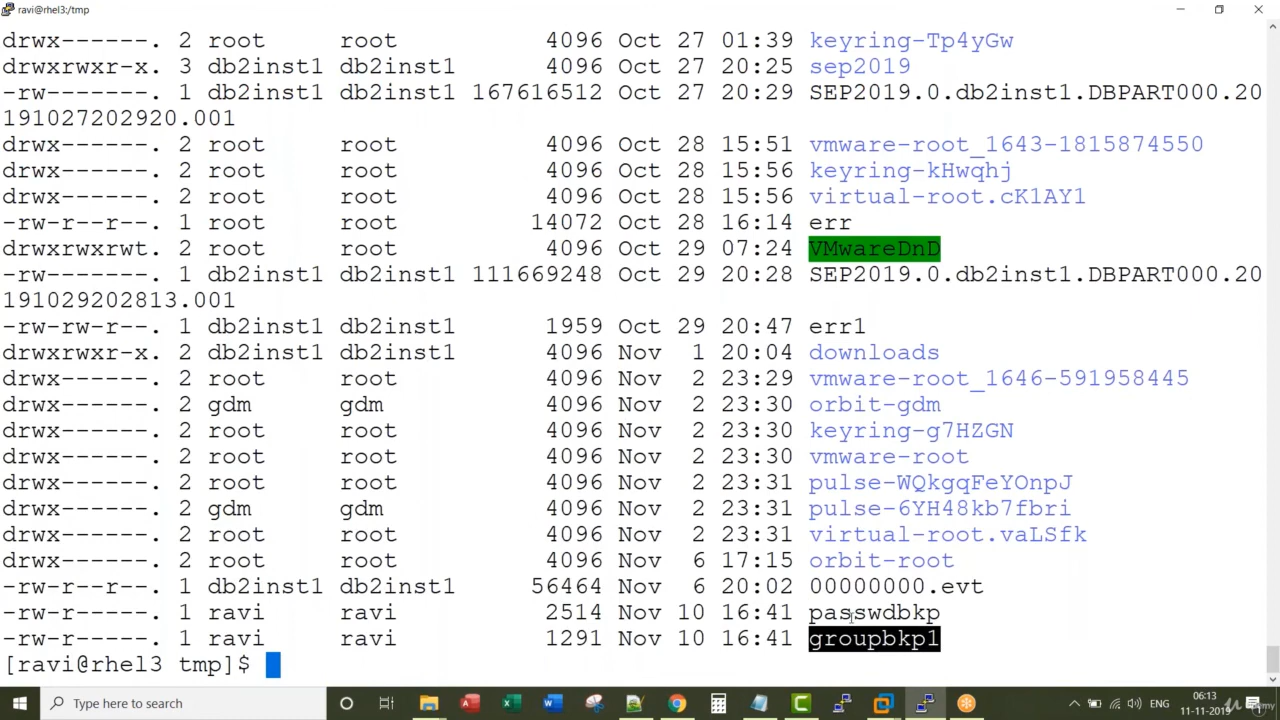 ravi@rhel3:/tmp
drwx------. 2 root root 4096 Oct 27 01:39 keyring-Tp4yGw
drwxrwxr-x. 3 db2inst1 db2inst1 4096 Oct 27 20:25 sep2019
-rw-------. 1 db2inst1 db2inst1 167616512 Oct 27 20:29 SEP2019.0.db2inst1.DBPART000.20
191027202920.001
drwx------. 2 root root 4096 Oct 28 15:51 vmware-root_1643-1815874550
drwx------. 2 root root 4096 Oct 28 15:56 keyring-kHwqhj
drwx------. 2 root root 4096 Oct 28 15:56 virtual-root.cK1AY1
-rw-r--r--. 1 root root 14072 Oct 28 16:14 err
drwxrwxrwt. 2 root root 4096 Oct 29 07:24 VMwareDnD
-rw-------. 1 db2inst1 db2inst1 111669248 Oct 29 20:28 SEP2019.0.db2inst1.DBPART000.20
191029202813.001
-rw-rw-r--. 1 db2inst1 db2inst1 1959 Oct 29 20:47 err1
drwxrwxr-x. 2 db2inst1 db2inst1 4096 Nov 1 20:04 downloads
drwx------. 2 root root 4096 Nov 2 23:29 vmware-root_1646-591958445
drwx------. 2 gdm gdm 4096 Nov 2 23:30 orbit-gdm
drwx------. 2 root root 4096 Nov 2 23:30 keyring-g7HZGN
drwx------. 2 root root 4096 Nov 2 23:30 vmware-root
drwx------. 2 root root 4096 Nov 2 23:31 pulse-WQkgqFeYOnpJ
drwx------. 2 gdm gdm 4096 Nov 2 23:31 pulse-6YH48kb7fbri
drwx------. 2 root root 4096 Nov 2 23:31 virtual-root.vaLSfk
drwx------. 2 root root 4096 Nov 6 17:15 orbit-root
-rw-r--r--. 1 db2inst1 db2inst1 56464 Nov 6 20:02 00000000.evt
-rw-r--r--. 1 ravi ravi 2514 Nov 10 16:41 passwdbkp
-rw-r--r--. 1 ravi ravi 1291 Nov 10 16:41 groupbkp1
[ravi@rhel3 tmp]$
Type here to search
ENG
06:13
11-11-2019